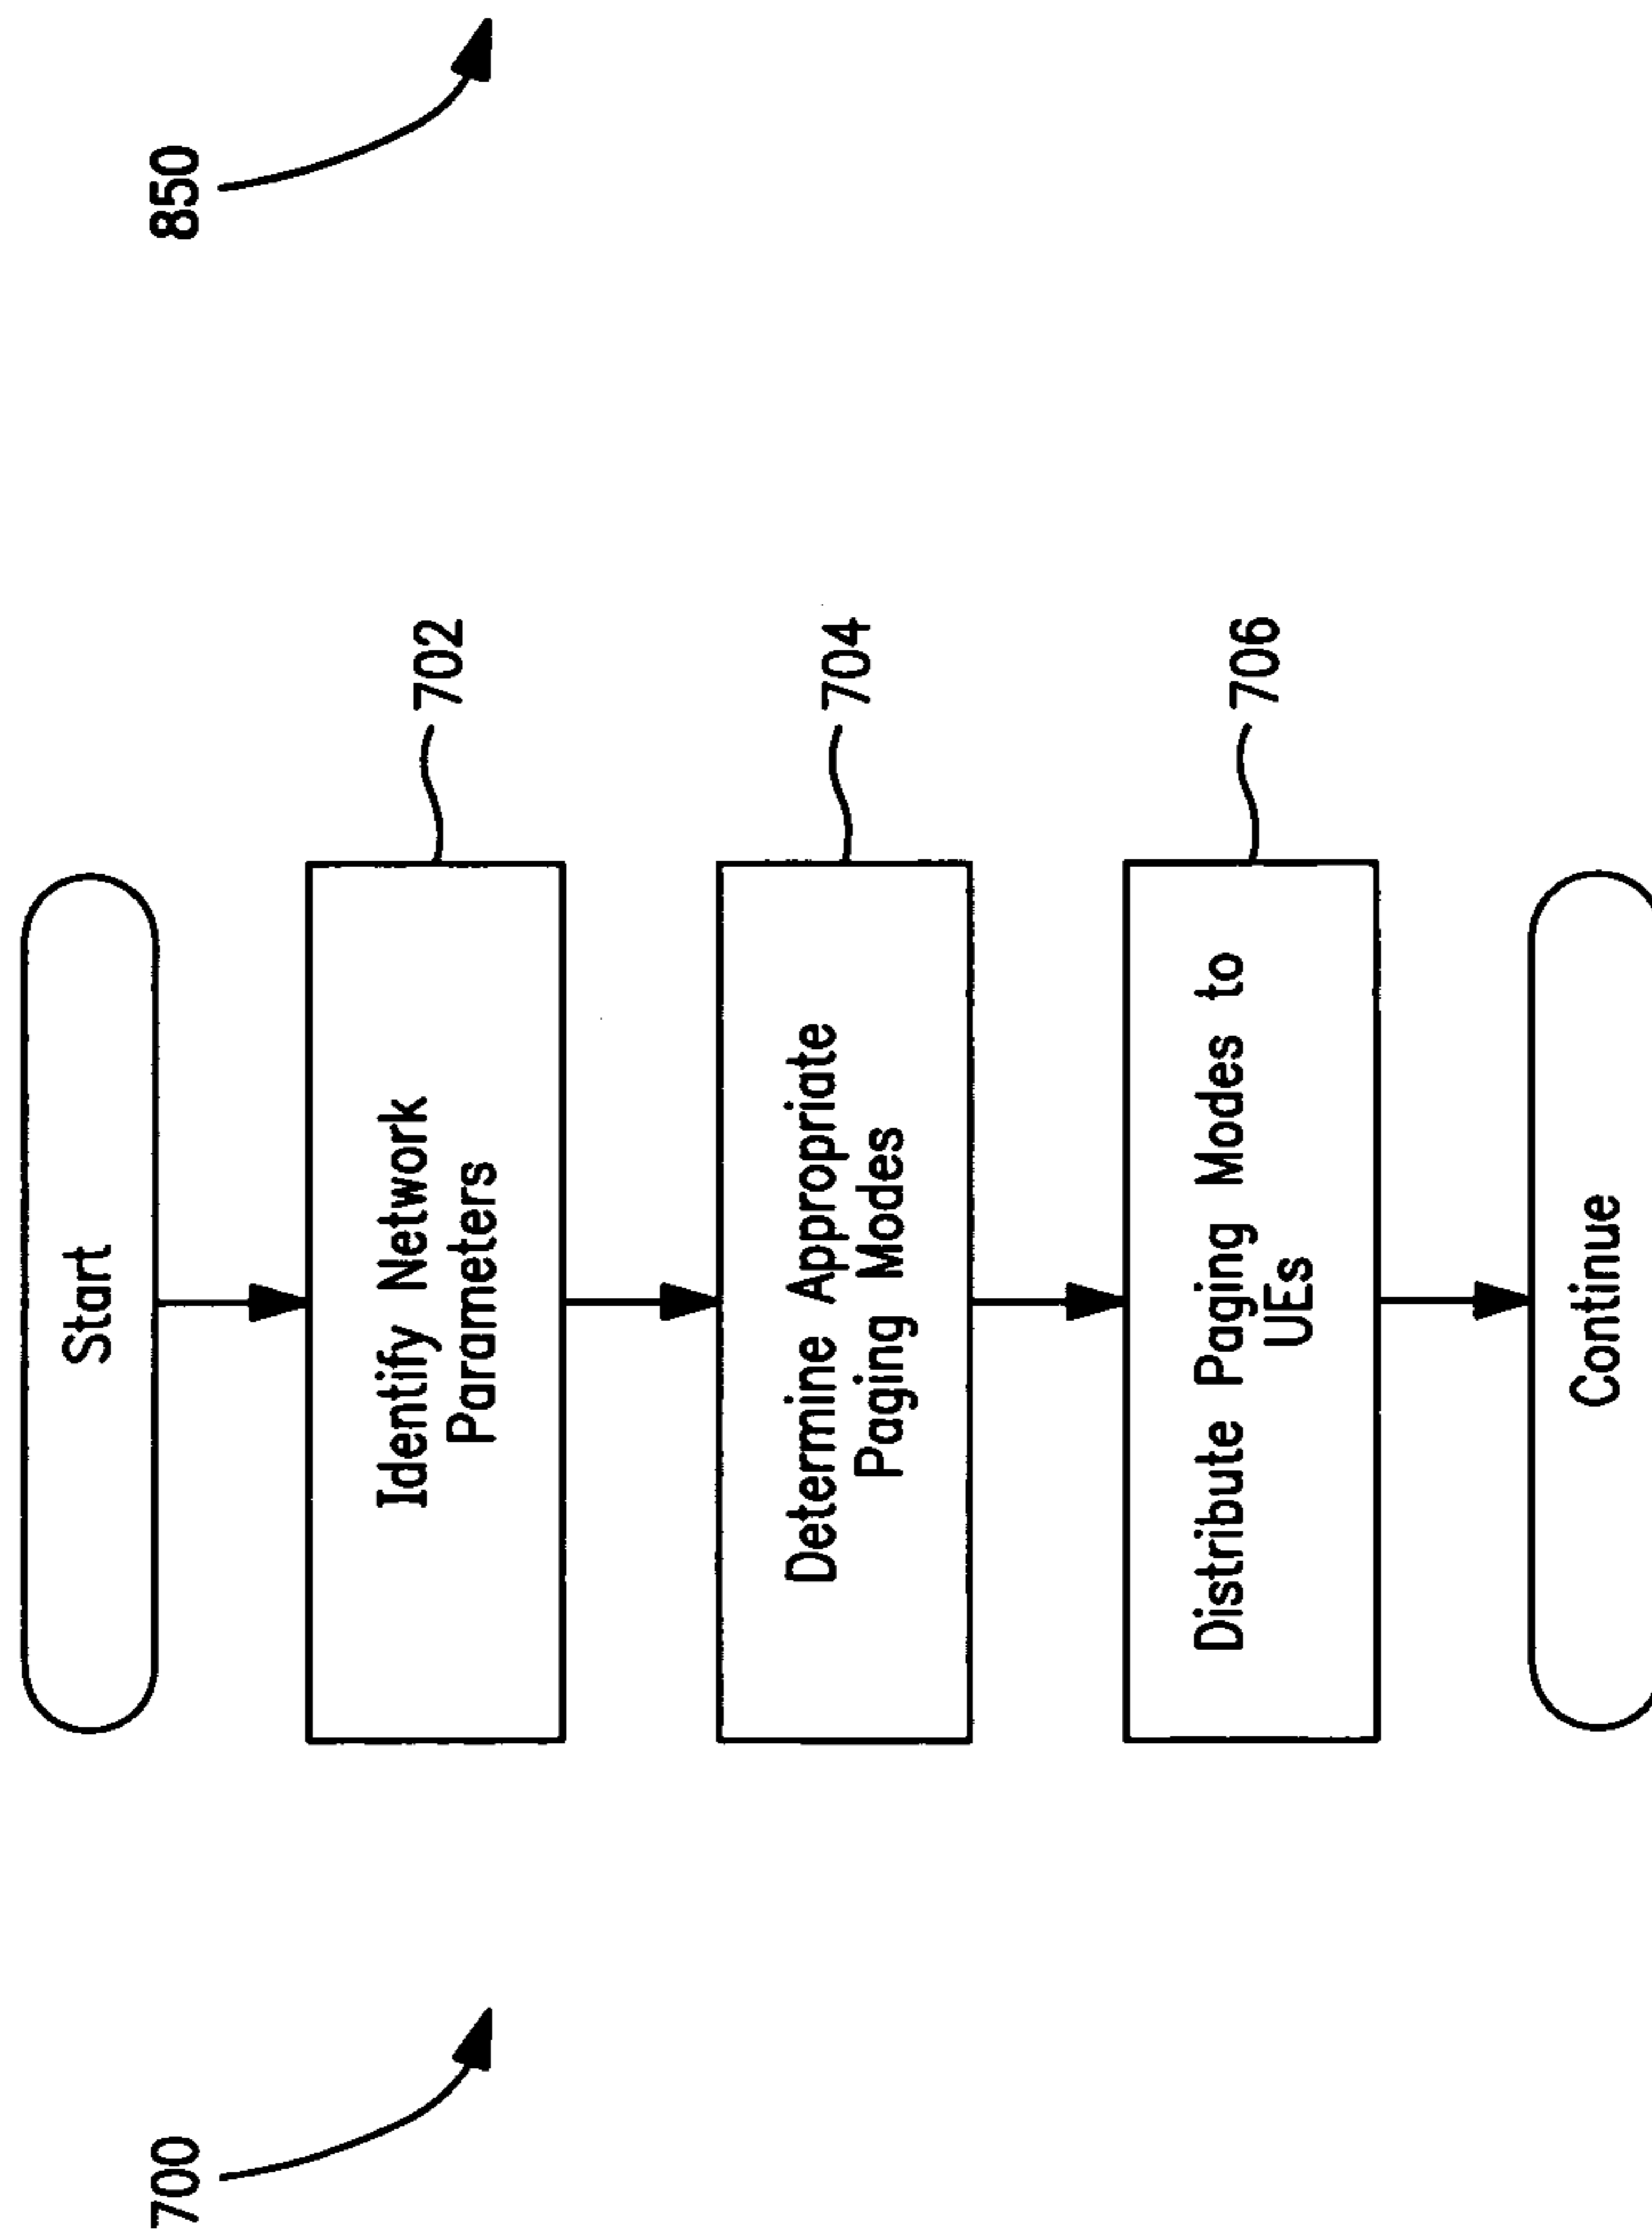 700
Start
Identify Network
Parameters
702
Determine Appropriate
Paging Modes
704
Distribute Paging Modes to
UEs
706
Continue
850